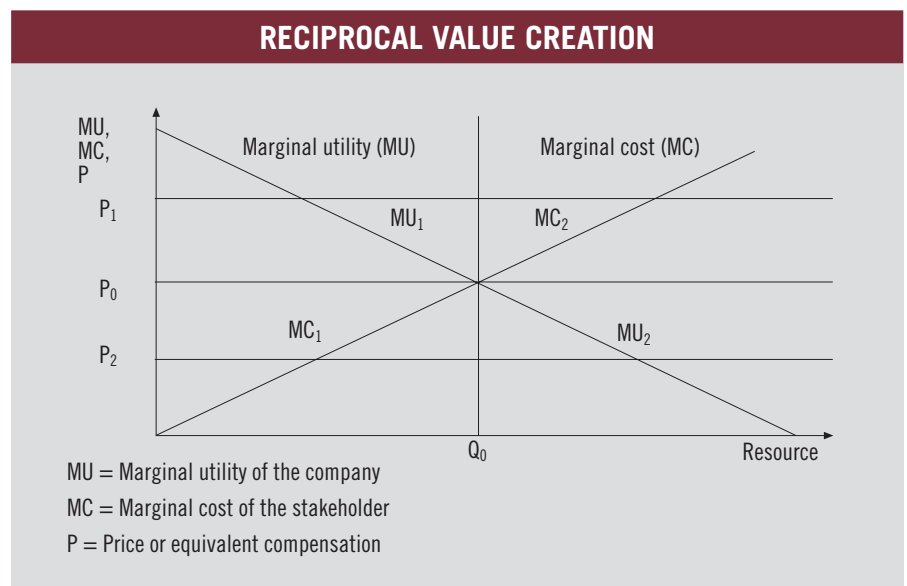 RECIPROCAL VALUE CREATION
MU,
MC,
P
Marginal utility (MU)
Marginal cost (MC)
P₁
MU₁
MC₂
P₀
MC₁
MU₂
P₂
Q₀
Resource
MU = Marginal utility of the company
MC = Marginal cost of the stakeholder
P = Price or equivalent compensation